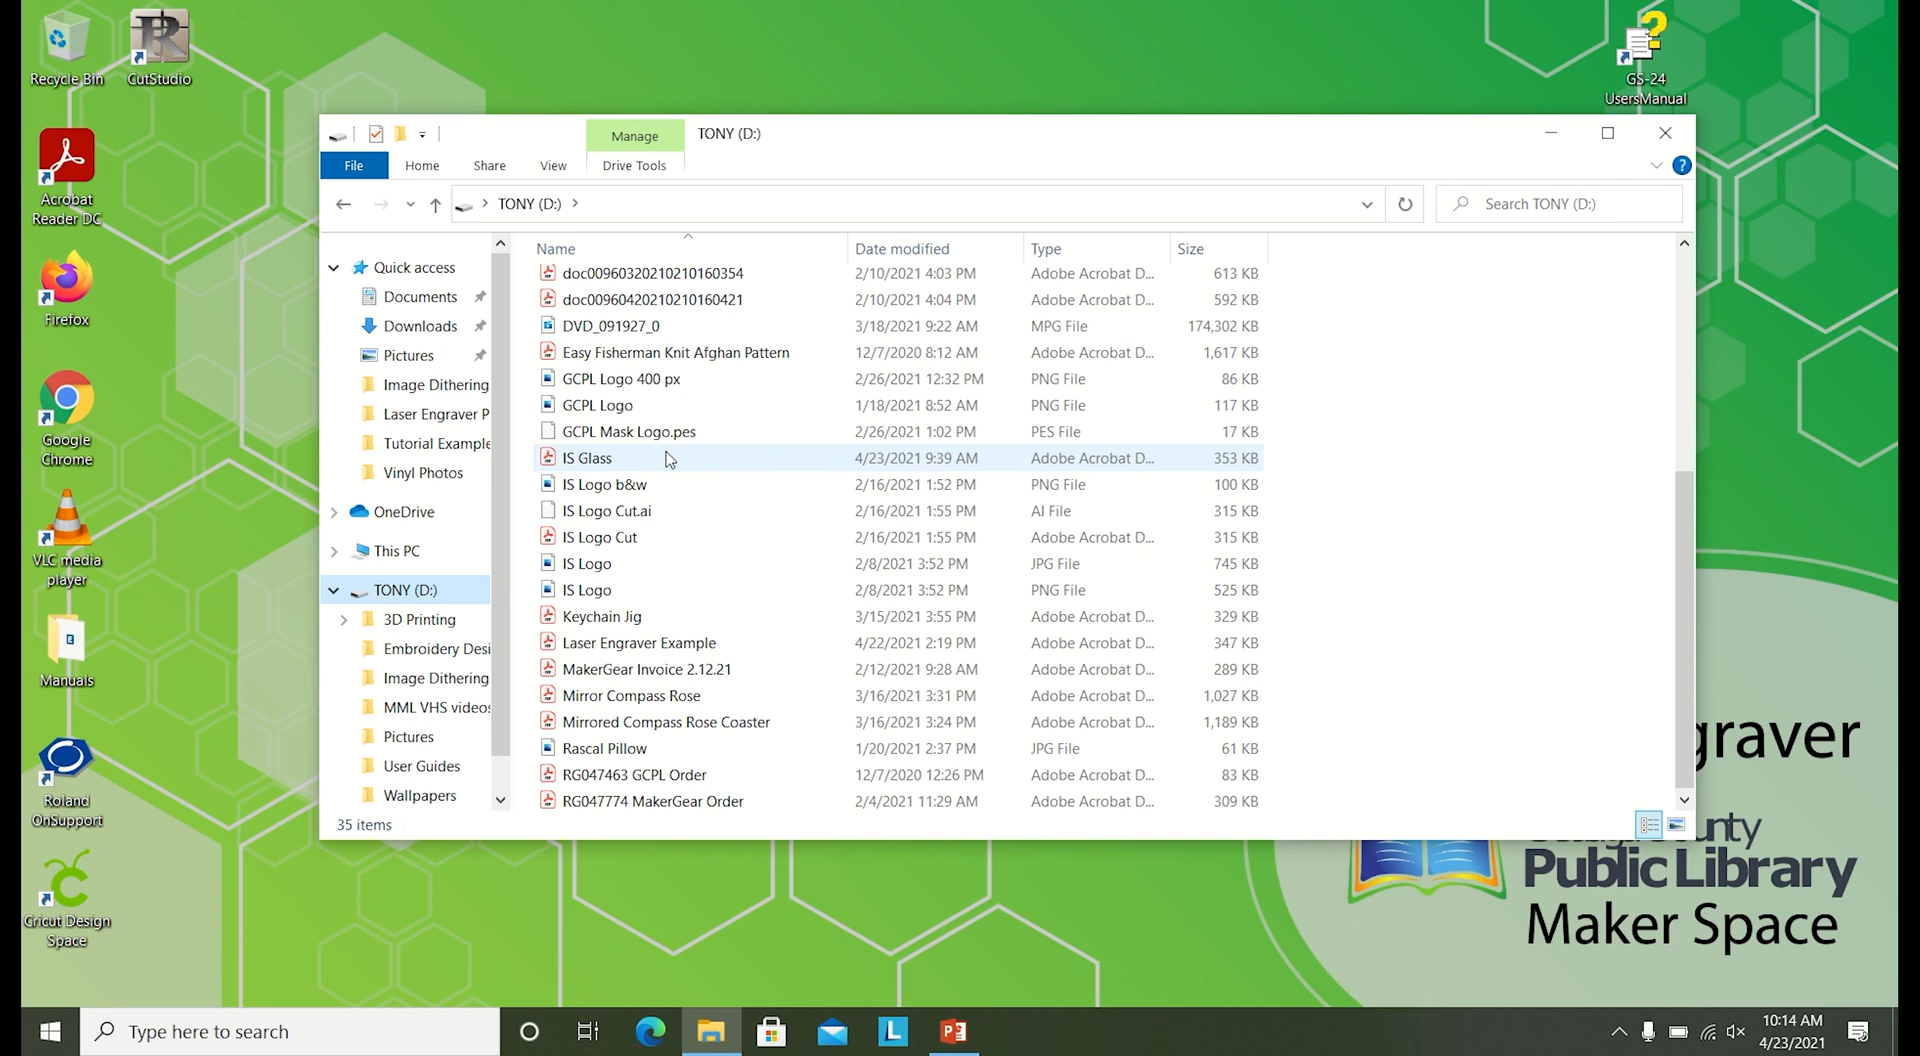 Recycle Bin
CutStudio
GS-24
UsersManual
Acrobat
Reader DC
Firefox
Google
Chrome
VLC media
player
Manuals
Roland
OnSupport
Cricut Design
Space
Manage
TONY (D:)
File
Home
Share
View
Drive Tools
TONY (D:)
Search TONY (D:)
Quick access
Documents
Downloads
Pictures
Image Dithering
Laser Engraver P
Tutorial Example
Vinyl Photos
OneDrive
This PC
TONY (D:)
3D Printing
Embroidery Desi
Image Dithering
MML VHS videos
Pictures
User Guides
Wallpapers
Name Date modified Type Size
doc00960320210210160354 2/10/2021 4:03 PM Adobe Acrobat D... 613 KB
doc00960420210210160421 2/10/2021 4:04 PM Adobe Acrobat D... 592 KB
DVD_091927_0 3/18/2021 9:22 AM MPG File 174,302 KB
Easy Fisherman Knit Afghan Pattern 12/7/2020 8:12 AM Adobe Acrobat D... 1,617 KB
GCPL Logo 400 px 2/26/2021 12:32 PM PNG File 86 KB
GCPL Logo 1/18/2021 8:52 AM PNG File 117 KB
GCPL Mask Logo.pes 2/26/2021 1:02 PM PES File 17 KB
IS Glass 4/23/2021 9:39 AM Adobe Acrobat D... 353 KB
IS Logo b&w 2/16/2021 1:52 PM PNG File 100 KB
IS Logo Cut.ai 2/16/2021 1:55 PM AI File 315 KB
IS Logo Cut 2/16/2021 1:55 PM Adobe Acrobat D... 315 KB
IS Logo 2/8/2021 3:52 PM JPG File 745 KB
IS Logo 2/8/2021 3:52 PM PNG File 525 KB
Keychain Jig 3/15/2021 3:55 PM Adobe Acrobat D... 329 KB
Laser Engraver Example 4/22/2021 2:19 PM Adobe Acrobat D... 347 KB
MakerGear Invoice 2.12.21 2/12/2021 9:28 AM Adobe Acrobat D... 289 KB
Mirror Compass Rose 3/16/2021 3:31 PM Adobe Acrobat D... 1,027 KB
Mirrored Compass Rose Coaster 3/16/2021 3:24 PM Adobe Acrobat D... 1,189 KB
Rascal Pillow 1/20/2021 2:37 PM JPG File 61 KB
RG047463 GCPL Order 12/7/2020 12:26 PM Adobe Acrobat D... 83 KB
RG047774 MakerGear Order 2/4/2021 11:29 AM Adobe Acrobat D... 309 KB
35 items
graver
Public Library
Maker Space
Type here to search
10:14 AM
4/23/2021